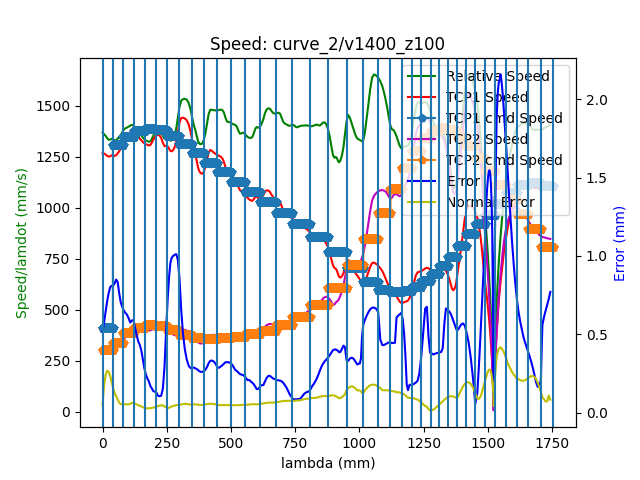 Speed: curve_2/v1400_z100
Relative Speed
TCP1 Speed
TCP1 cmd Speed
TCP2 Speed
TCP2 cmd Speed
Error
Normal Error
Speed/lamdot (mm/s)
1500
1250
1000
750
500
250
0
2.0
1.5
1.0
0.5
0.0
Error (mm)
0 250 500 750 1000 1250 1500 1750
lambda (mm)